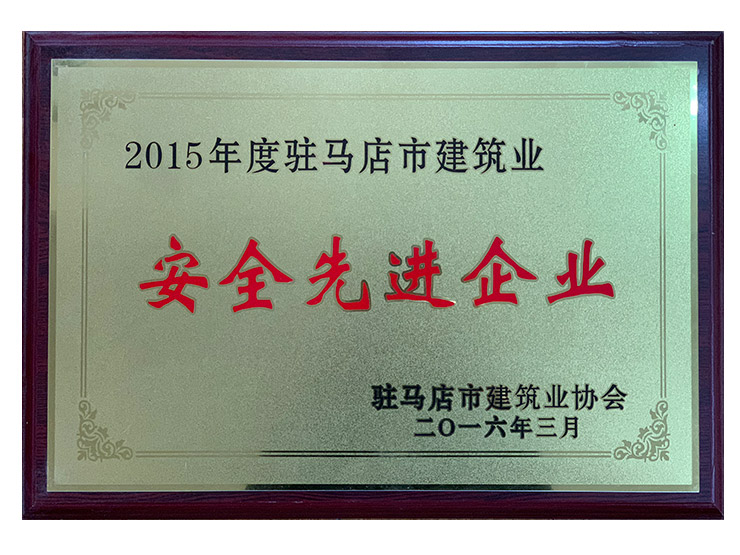 2015年度驻马店市建筑业
安全先进企业
驻马店市建筑业协会
二〇一六年三月